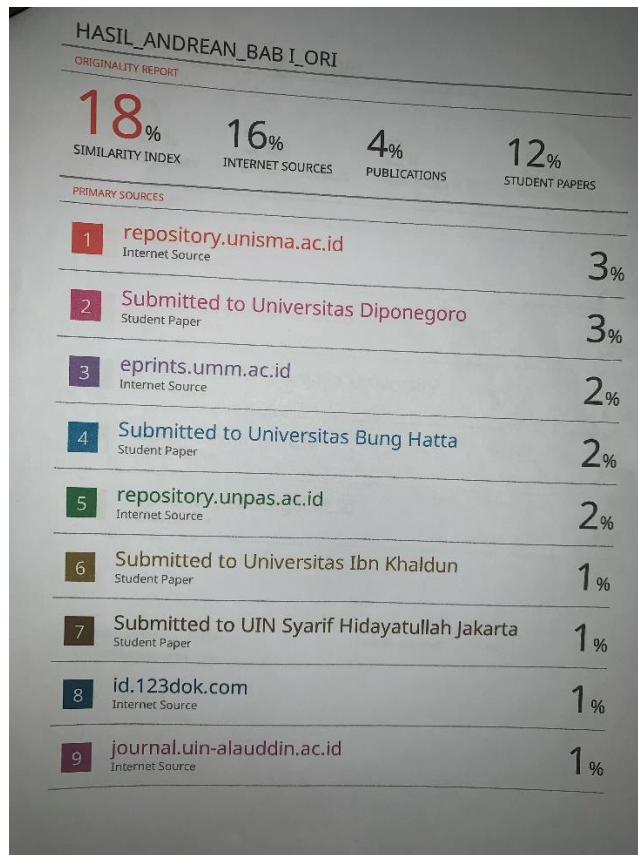 HASIL_ANDREAN_BAB I_ORI
ORIGINALITY REPORT
18% 16% 4% 12%
SIMILARITY INDEX INTERNET SOURCES PUBLICATIONS STUDENT PAPERS
PRIMARY SOURCES
1 repository.unisma.ac.id 3%
Internet Source
2 Submitted to Universitas Diponegoro 3%
Student Paper
3 eprints.umm.ac.id 2%
Internet Source
4 Submitted to Universitas Bung Hatta 2%
Student Paper
5 repository.unpas.ac.id 2%
Internet Source
6 Submitted to Universitas Ibn Khaldun 1%
Student Paper
7 Submitted to UIN Syarif Hidayatullah Jakarta 1%
Student Paper
8 id.123dok.com 1%
Internet Source
9 journal.uin-alauddin.ac.id 1%
Internet Source